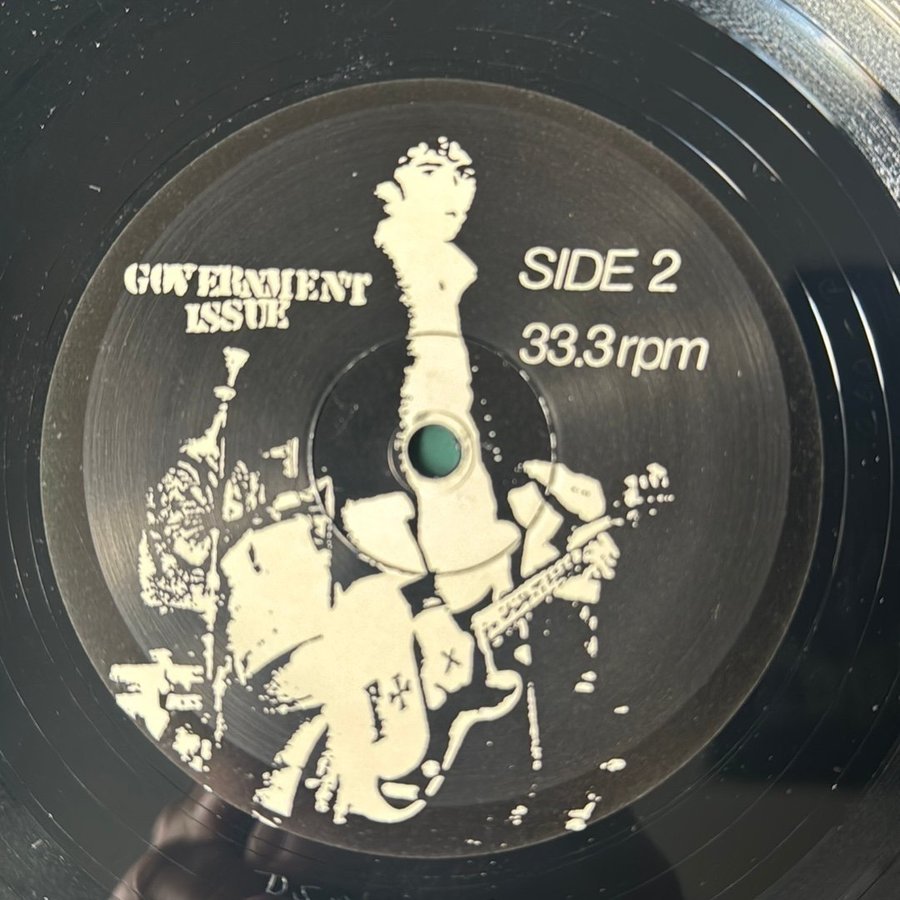 GOVERNMENT
ISSUE
SIDE 2
33.3 rpm